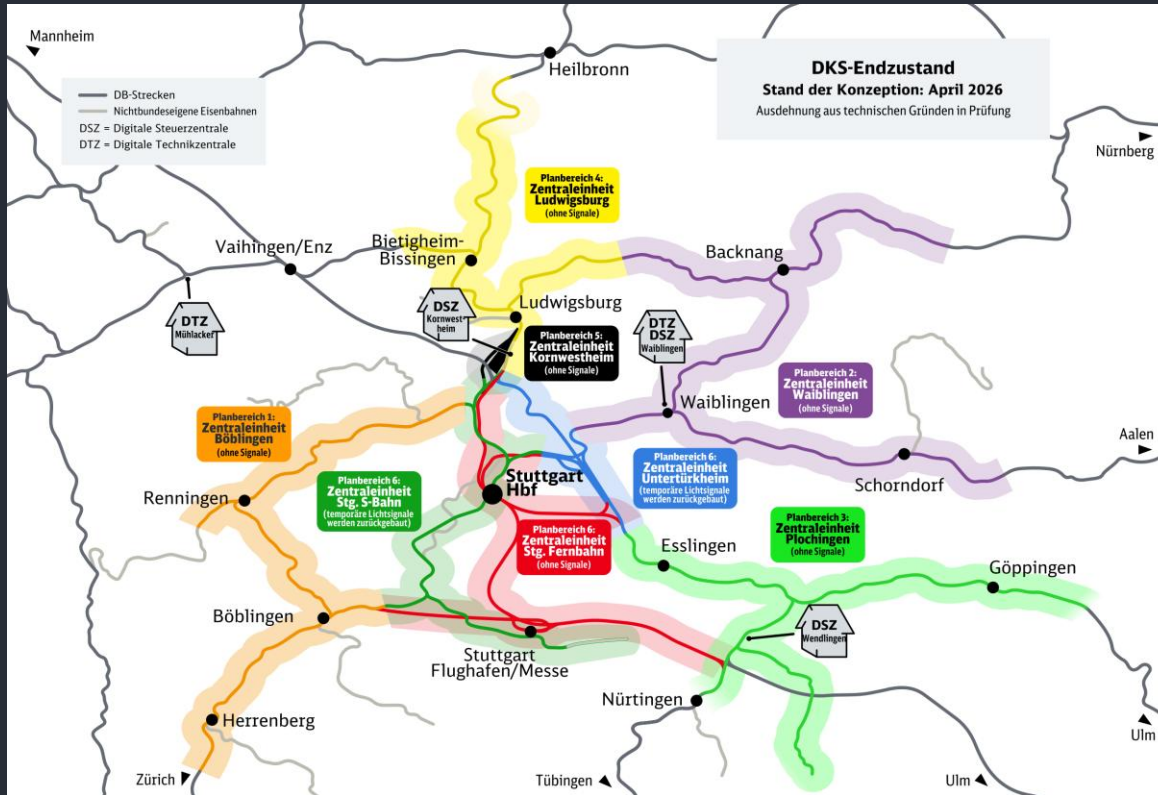 Mannheim
DB-Strecken
Nichtbundeseigene Eisenbahnen
DSZ = Digitale Steuerzentrale
DTZ = Digitale Technikzentrale
Heilbronn
DKS-Endzustand
Stand der Konzeption: April 2026
Ausdehnung aus technischen Gründen in Prüfung
Nürnberg
Planbereich 4:
Zentraleinheit
Ludwigsburg
(ohne Signale)
Vaihingen/Enz
Bietigheim-
Bissingen
Backnang
DTZ
Mühlacker
DSZ
Kornwest-
heim
Ludwigsburg
DTZ
DSZ
Waiblingen
Planbereich 5:
Zentraleinheit
Kornwestheim
(ohne Signale)
Planbereich 2:
Zentraleinheit
Waiblingen
(ohne Signale)
Waiblingen
Planbereich 1:
Zentraleinheit
Böblingen
(ohne Signale)
Aalen
Renningen
Planbereich 6:
Zentraleinheit
Stg. S-Bahn
(temporäre Lichtsignale
werden zurückgebaut)
Stuttgart
Hbf
Planbereich 6:
Zentraleinheit
Untertürkheim
(temporäre Lichtsignale
werden zurückgebaut)
Schorndorf
Planbereich 6:
Zentraleinheit
Stg. Fernbahn
(ohne Signale)
Esslingen
Planbereich 3:
Zentraleinheit
Plochingen
(ohne Signale)
Göppingen
Böblingen
DSZ
Wendlingen
Stuttgart
Flughafen/Messe
Nürtingen
Herrenberg
Ulm
Zürich
Tübingen
Ulm